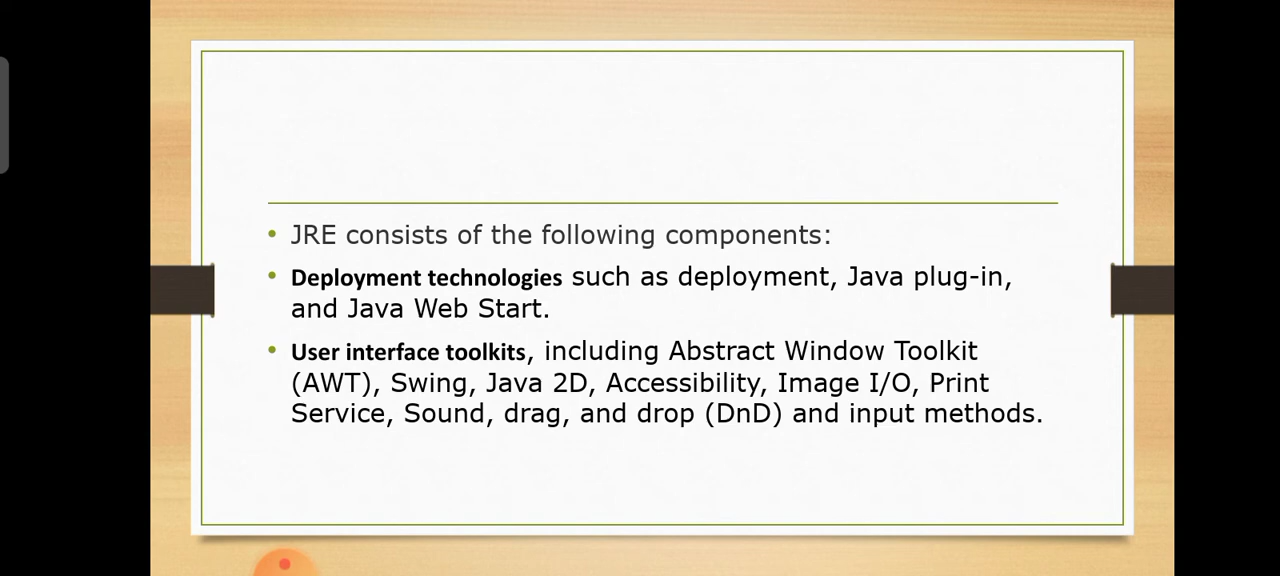 • JRE consists of the following components:
• Deployment technologies such as deployment, Java plug-in,
and Java Web Start.
• User interface toolkits, including Abstract Window Toolkit
(AWT), Swing, Java 2D, Accessibility, Image I/O, Print
Service, Sound, drag, and drop (DnD) and input methods.